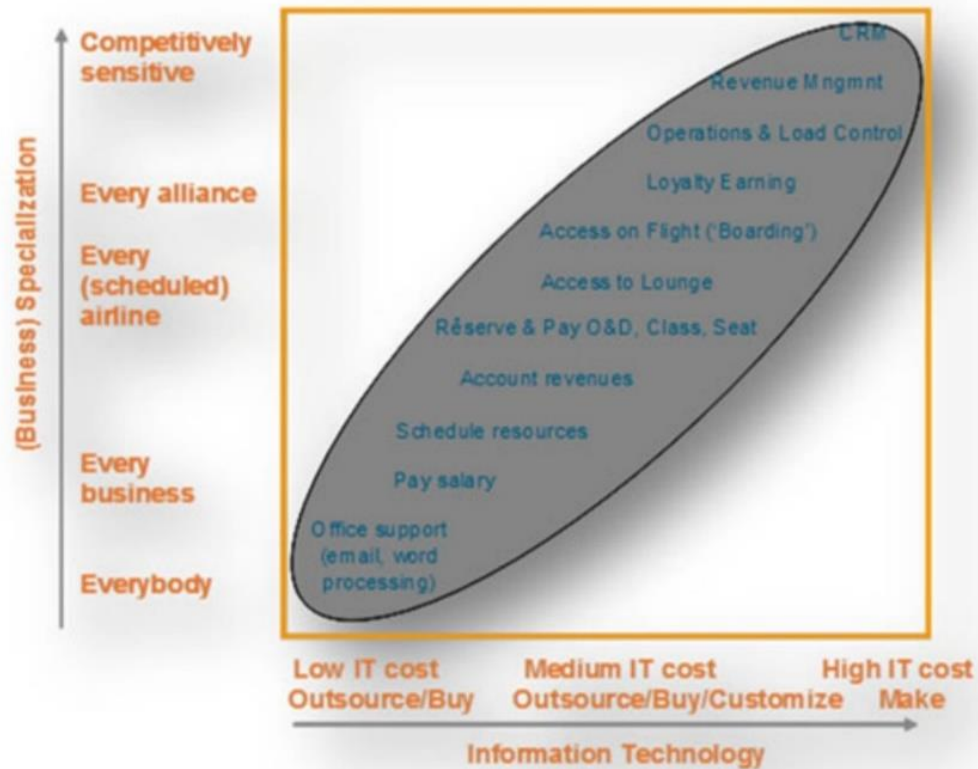 (Business) Specialization
Competitively
sensitive
Every alliance
Every
(scheduled)
airline
Every
business
Everybody
CRM
Revenue Mngmnt
Operations & Load Control
Loyalty Earning
Access on Flight ('Boarding')
Access to Lounge
Reserve & Pay O&D, Class, Seat
Account revenues
Schedule resources
Pay salary
Office support
(email, word
processing)
Low IT cost
Outsource/Buy
Medium IT cost
Outsource/Buy/Customize
High IT cost
Make
Information Technology